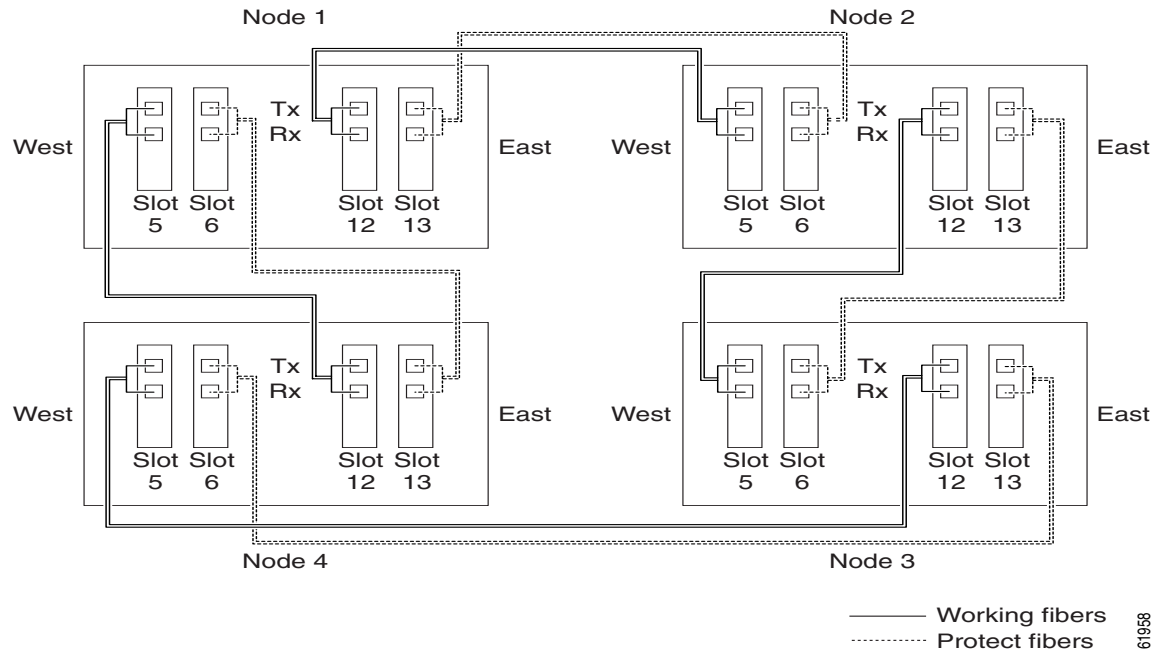 Node 1
Node 2
West
Tx
Rx
East
Slot 5
Slot 6
Slot 12
Slot 13
West
Tx
Rx
East
Slot 5
Slot 6
Slot 12
Slot 13
West
Tx
Rx
East
Slot 5
Slot 6
Slot 12
Slot 13
West
Tx
Rx
East
Slot 5
Slot 6
Slot 12
Slot 13
Node 4
Node 3
Working fibers
Protect fibers
61958